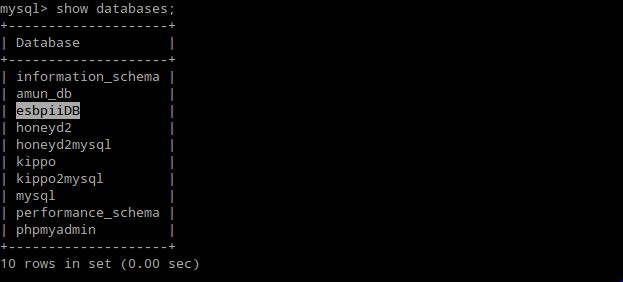 mysql> show databases;
+--------------------+
| Database           |
+--------------------+
| information_schema |
| amun_db            |
| esbpiiDB           |
| honeyd2            |
| honeyd2mysql       |
| kippo              |
| kippo2mysql        |
| mysql              |
| performance_schema |
| phpmyadmin         |
+--------------------+
10 rows in set (0.00 sec)